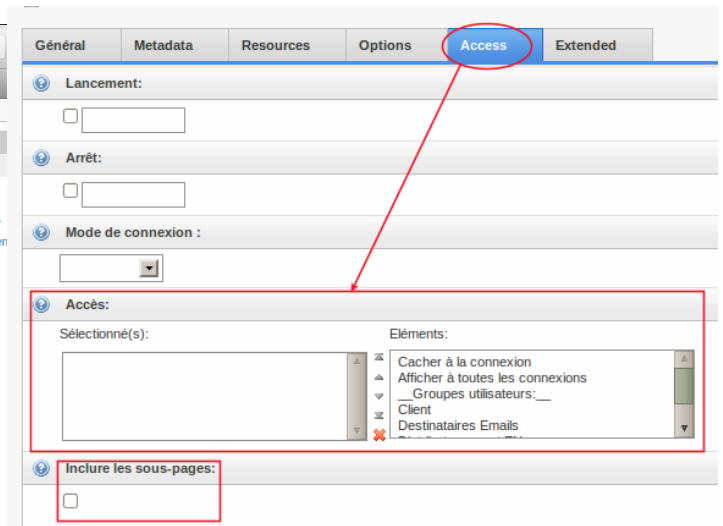 Général Metadata Resources Options Access Extended
Lancement:
Arrêt:
Mode de connexion :
Accès:
Sélectionné(s): Eléments:
Cacher à la connexion
Afficher à toutes les connexions
__Groupes utilisateurs:__
Client
Destinataires Emails
Inclure les sous-pages: